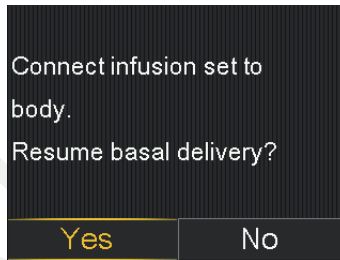 Connect infusion set to
body.
Resume basal delivery?
Yes
No